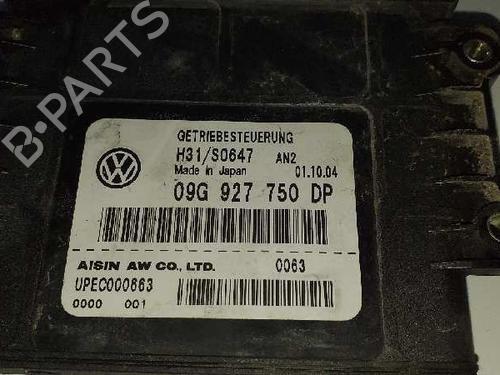 GETRIEBESTEUERUNG
H31/S0647 AN2
Made in Japan 01.10.04
09G 927 750 DP
AISIN AW CO., LTD. 0063
UPEC000663
0000 001
B-PARTS